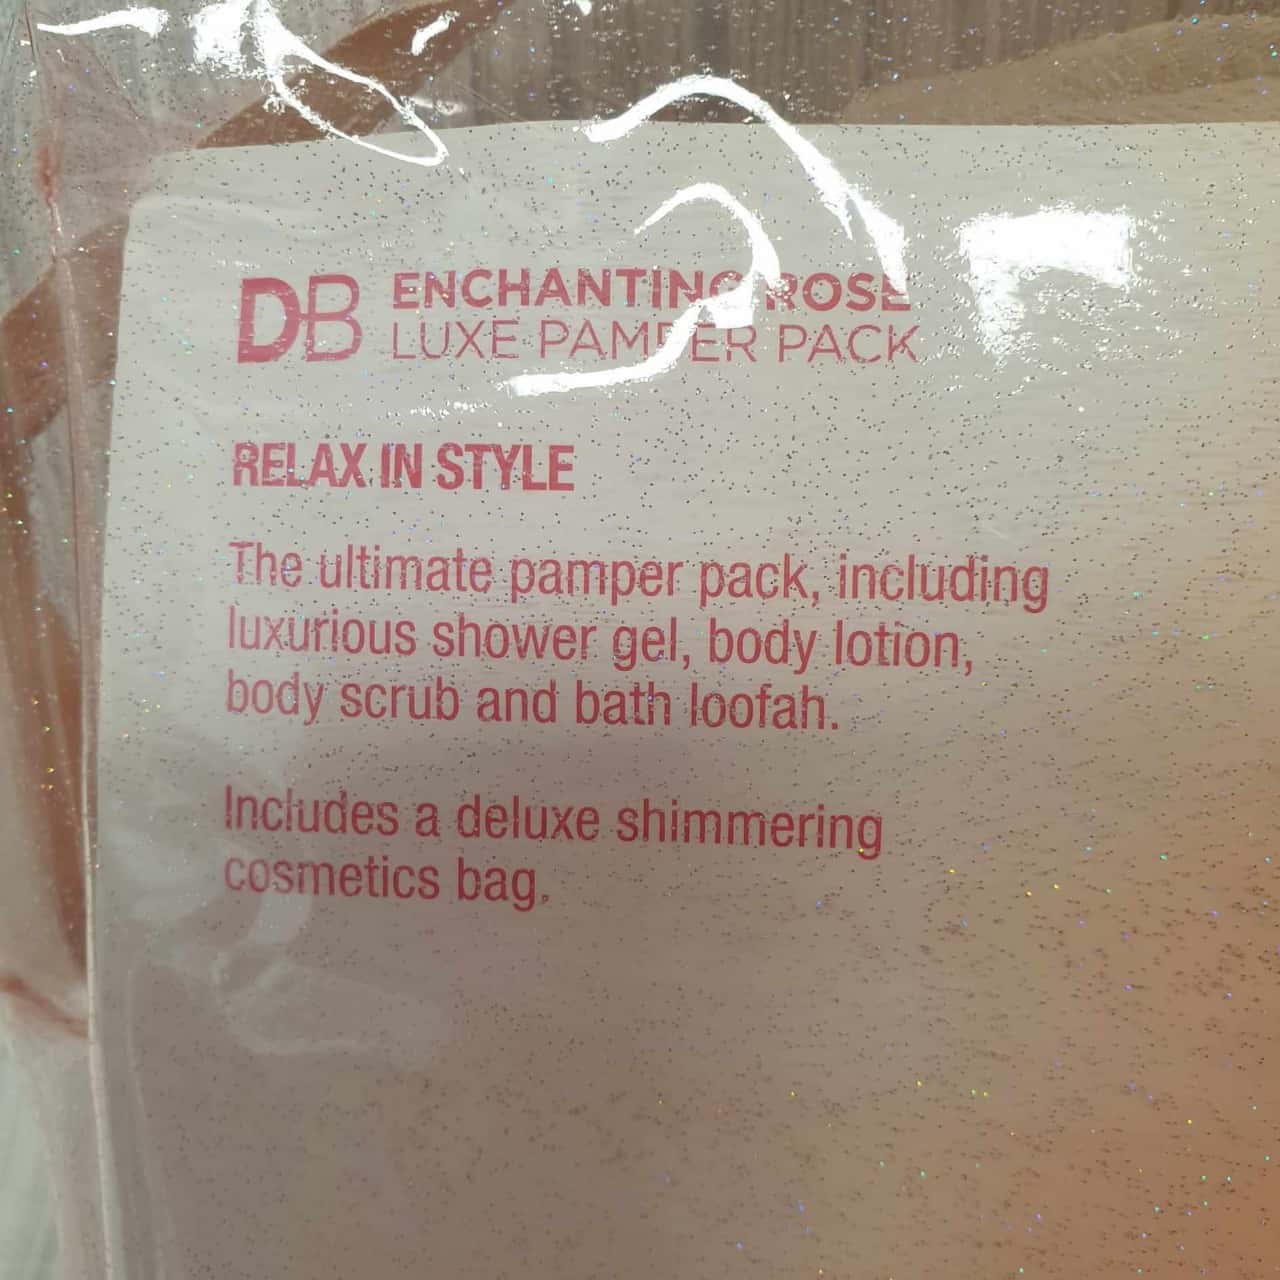 DB ENCHANTING ROSE
LUXE PAMPER PACK
RELAX IN STYLE
The ultimate pamper pack, including
luxurious shower gel, body lotion,
body scrub and bath loofah.
Includes a deluxe shimmering
cosmetics bag.